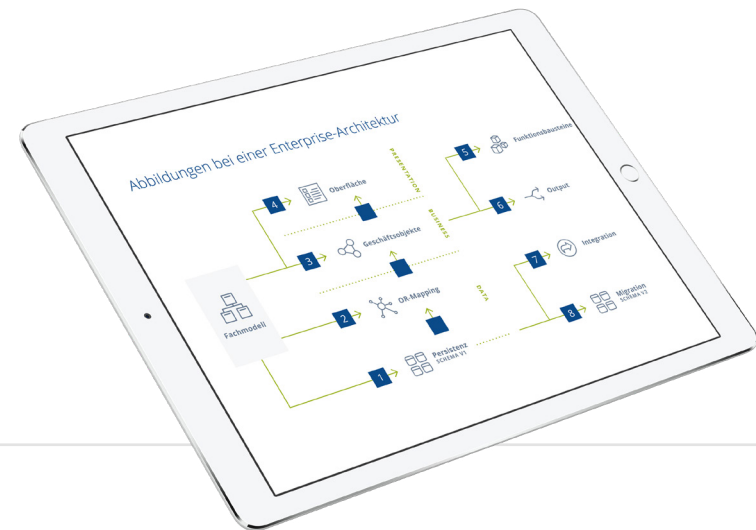 Abbildungen bei einer Enterprise-Architektur
4
Oberfläche
PRESENTATION
5
Funktionsbausteine
3
Geschäftsobjekte
BUSINESS
6
Output
Fachmodell
2
OR-Mapping
DATA
7
Integration
1
Persistenz
SCHEMA V1
8
Migration
SCHEMA V2